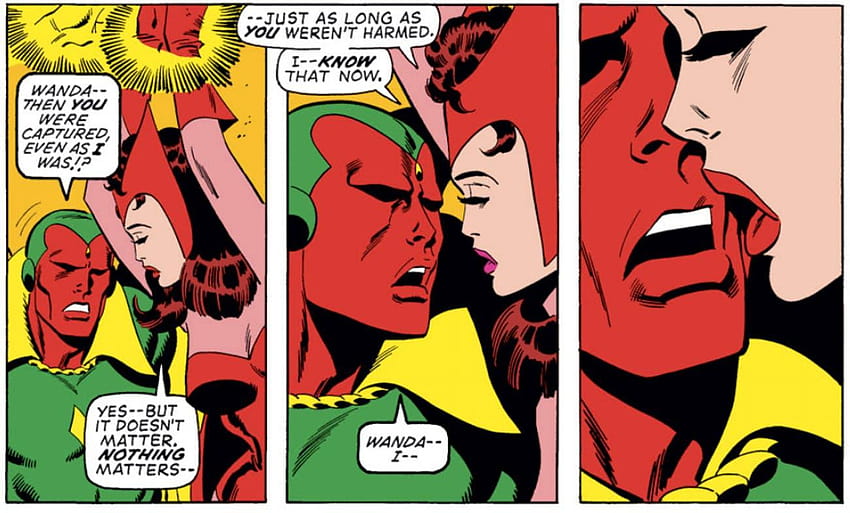 WANDA--
THEN YOU
WERE
CAPTURED,
EVEN AS I
WAS!?
YES--BUT
IT DOESN'T
MATTER.
NOTHING
MATTERS--
--JUST AS LONG AS
YOU WEREN'T HARMED.
I--KNOW
THAT NOW.
WANDA--
I--